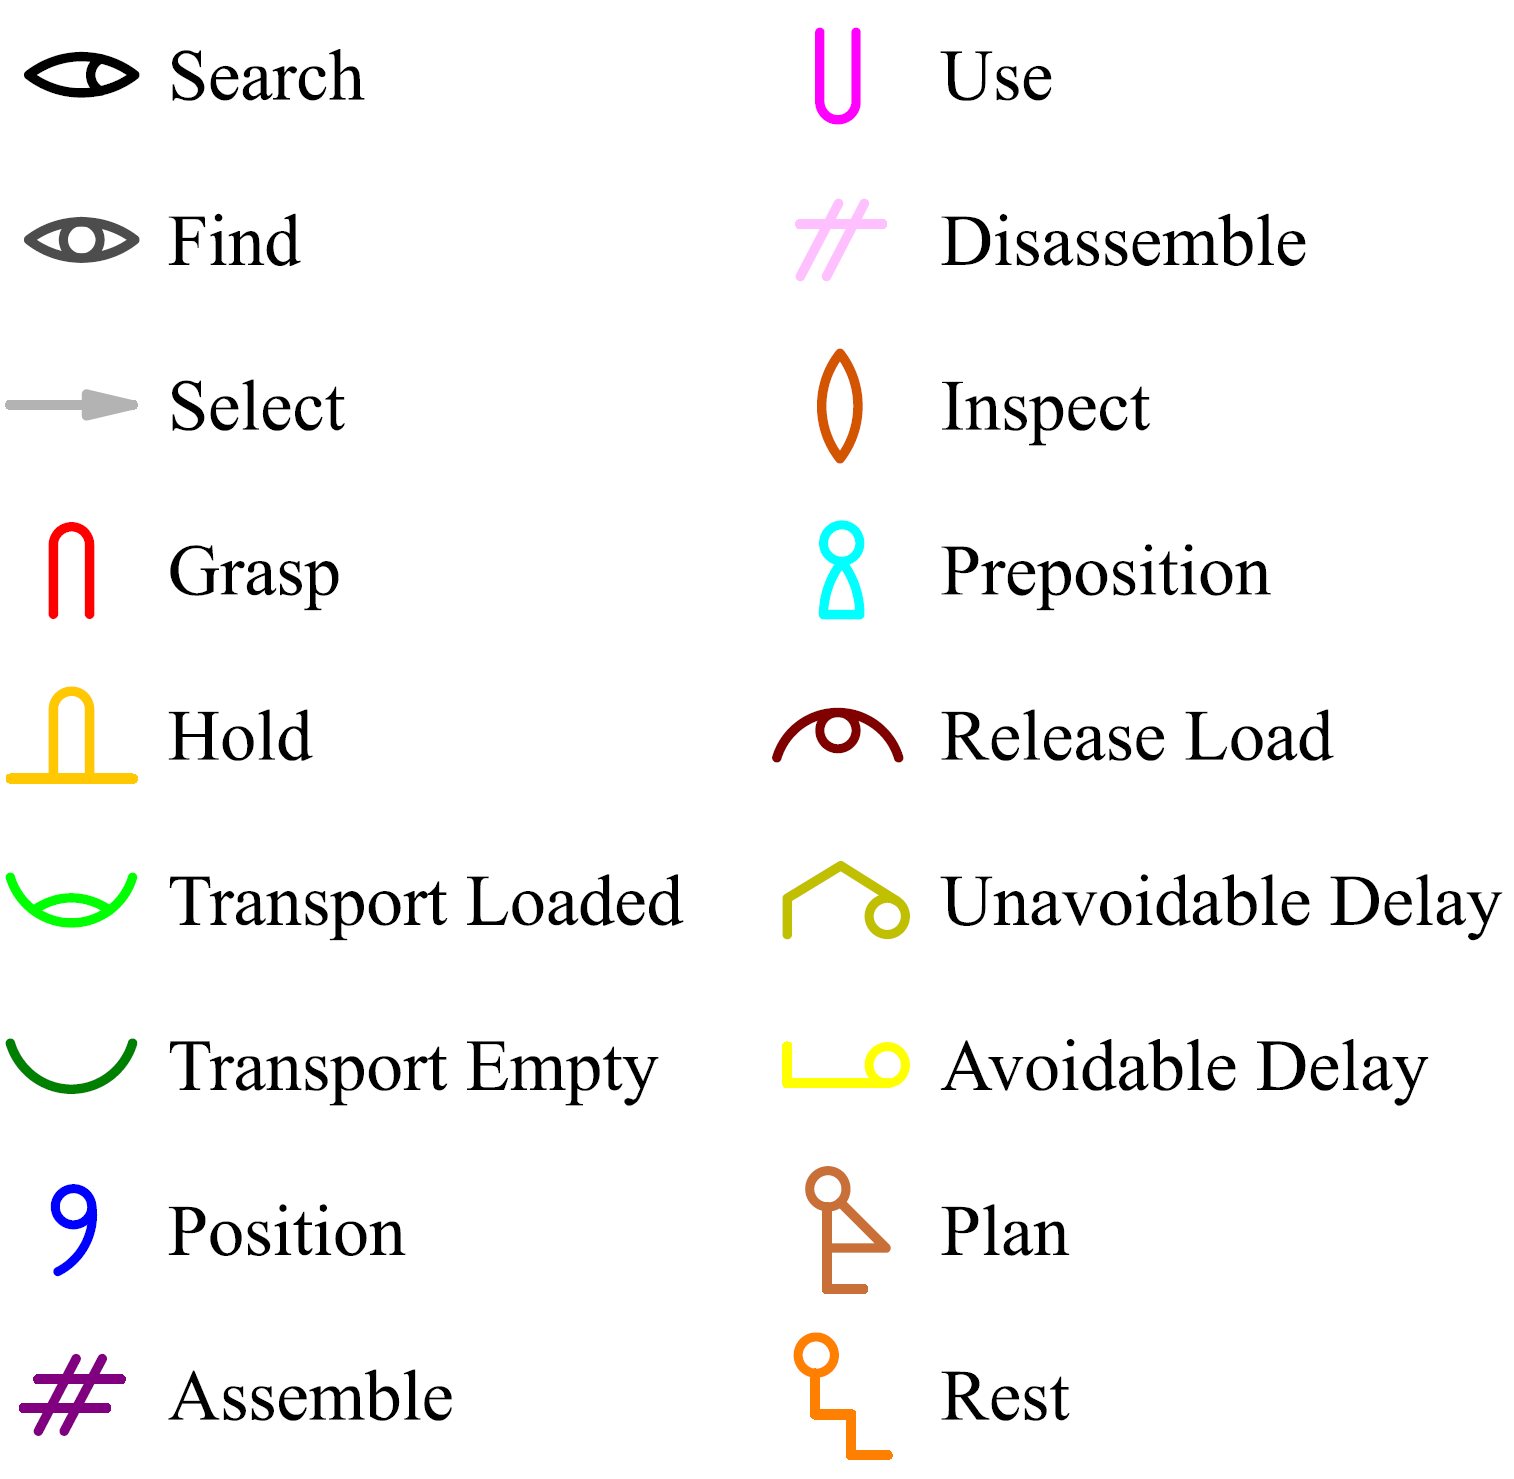 Search
Find
Select
Grasp
Hold
Transport Loaded
Transport Empty
Position
Assemble
Use
Disassemble
Inspect
Preposition
Release Load
Unavoidable Delay
Avoidable Delay
Plan
Rest